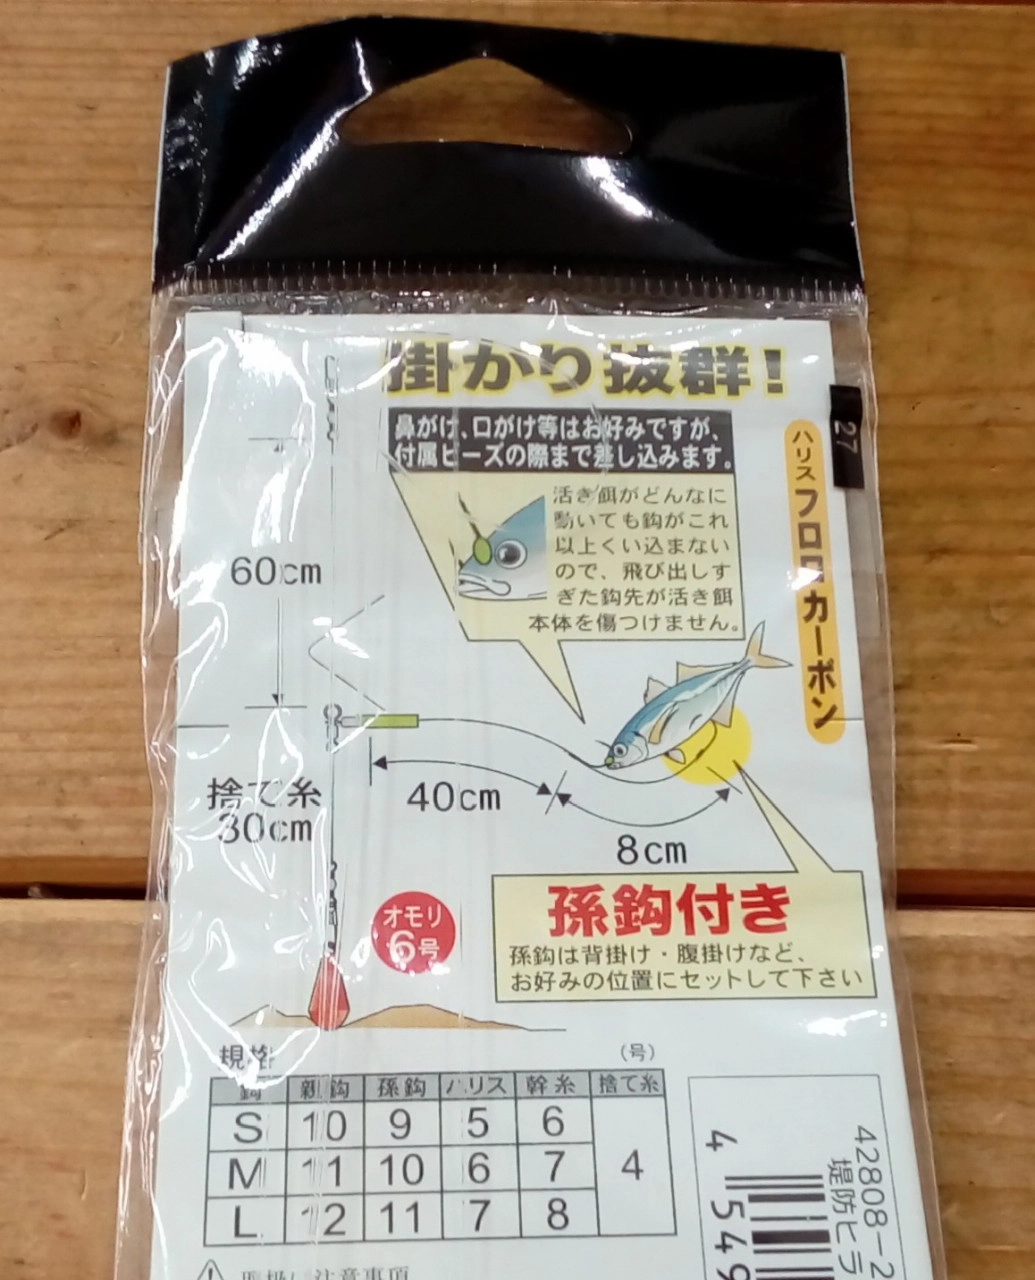 掛かり抜群!
鼻がけ、口がけ等はお好みですが、
付属ビーズの際まで差し込みます。
活き餌がどんなに
動いても鈎がこれ
以上くい込まない
ので、飛び出しす
ぎた鈎先が活き餌
本体を傷つけません。
27
ハリス フロロカーボン
60cm
捨て糸
30cm
40cm
8cm
オモリ
6号
孫鈎付き
孫鈎は背掛け・腹掛けなど、
お好みの位置にセットして下さい
規格
(号)
鈎 親鈎 孫鈎 ハリス 幹糸 捨て糸
S 10 9 5 6
M 11 10 6 7 4
L 12 11 7 8
42808-2
堤防ヒラ
4 549